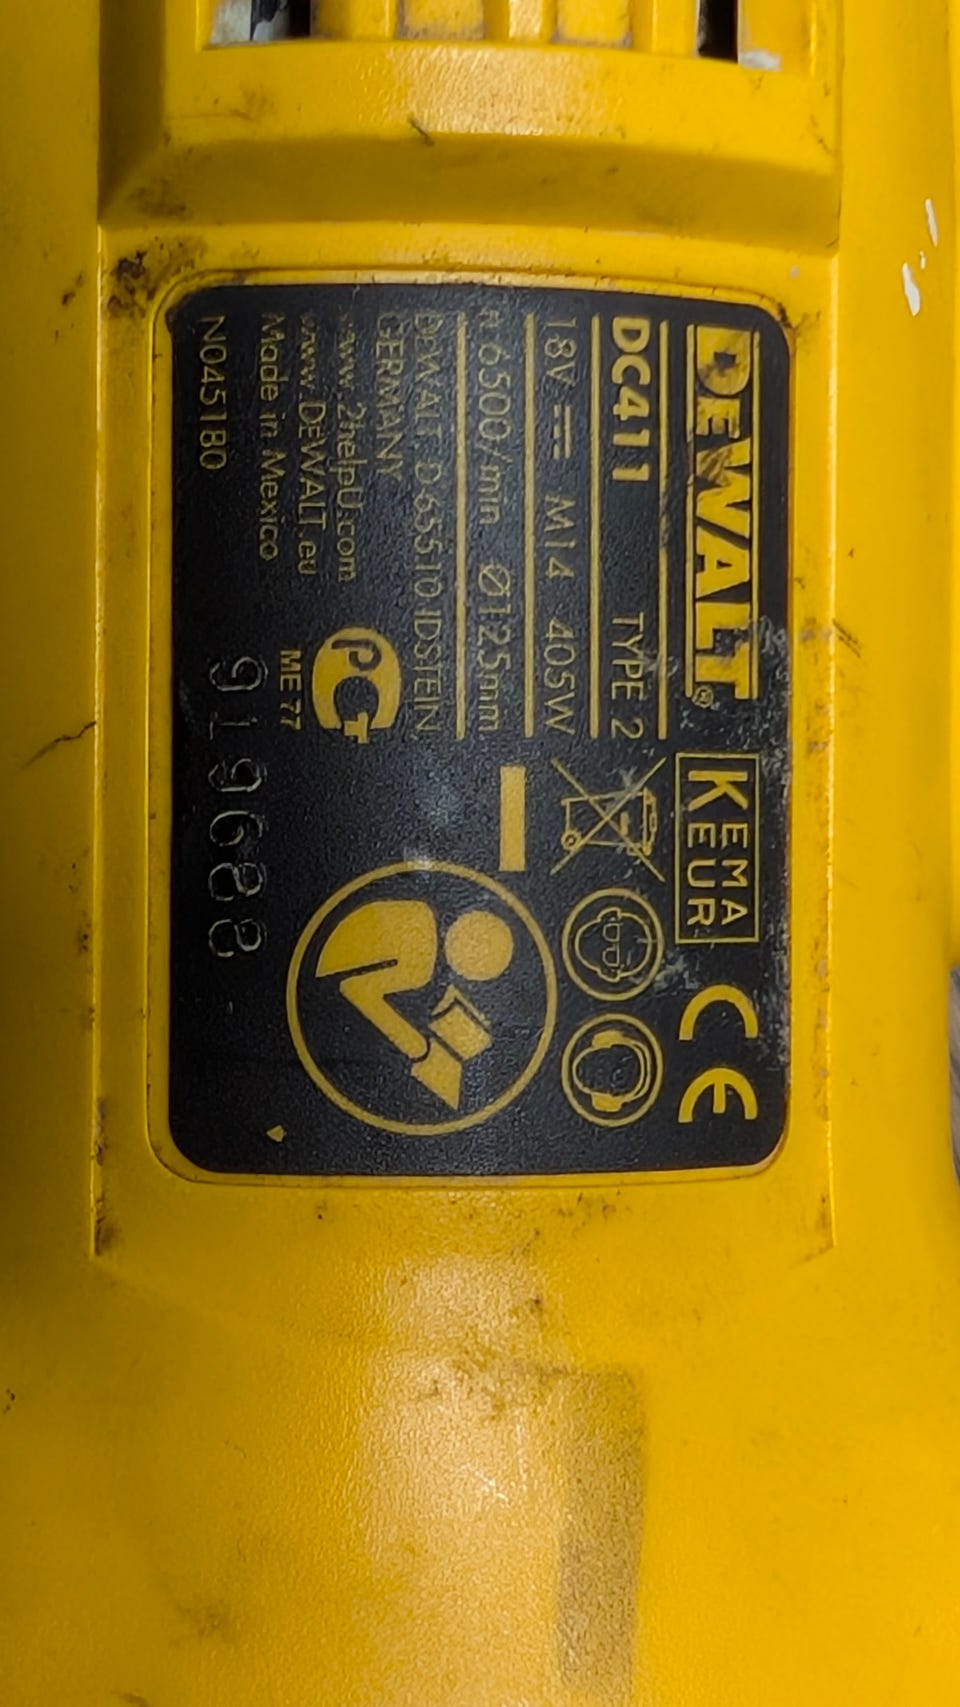 DEWALT®
KEMA
KEUR
CE
DC411 TYPE 2
18V M14 405W
n 6500/min Ø125mm
DEWALT, D-65510 IDSTEIN,
GERMANY
www.2helpU.com
www.DEWALT.eu
Made in Mexico
PCT
ME 77
N045180
919688